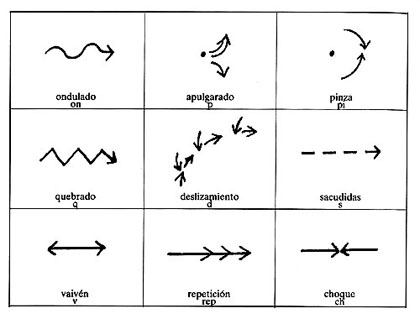 ondulado
on
apulgarado
p
pinza
pi
quebrado
q
deslizamiento
d
sacudidas
s
vaivén
v
repetición
rep
choque
ch